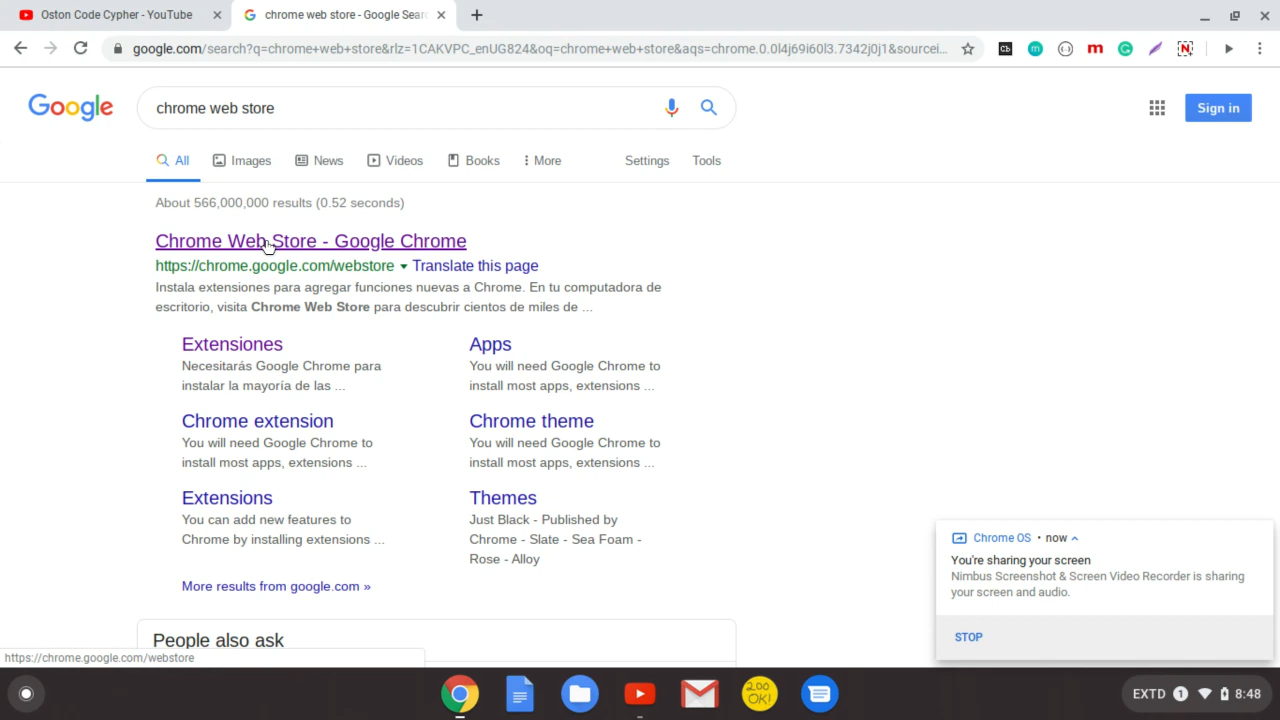 Oston Code Cypher - YouTube
chrome web store - Google Sear
google.com/search?q=chrome+web+store&rlz=1CAKVPC_enUG824&oq=chrome+web+store&aqs=chrome.0.0l4j69i60l3.7342j0j1&sourcei...
Google
chrome web store
Sign in
All
Images
News
Videos
Books
More
Settings
Tools
About 566,000,000 results (0.52 seconds)
Chrome Web Store - Google Chrome
https://chrome.google.com/webstore
Translate this page
Instala extensiones para agregar funciones nuevas a Chrome. En tu computadora de
escritorio, visita Chrome Web Store para descubrir cientos de miles de ...
Extensiones
Necesitarás Google Chrome para
instalar la mayoría de las ...
Apps
You will need Google Chrome to
install most apps, extensions ...
Chrome extension
You will need Google Chrome to
install most apps, extensions ...
Chrome theme
You will need Google Chrome to
install most apps, extensions ...
Extensions
You can add new features to
Chrome by installing extensions ...
Themes
Just Black - Published by
Chrome - Slate - Sea Foam -
Rose - Alloy
More results from google.com »
People also ask
https://chrome.google.com/webstore
Chrome OS • now
You're sharing your screen
Nimbus Screenshot & Screen Video Recorder is sharing
your screen and audio.
STOP
200
OK!
EXTD
1
8:48